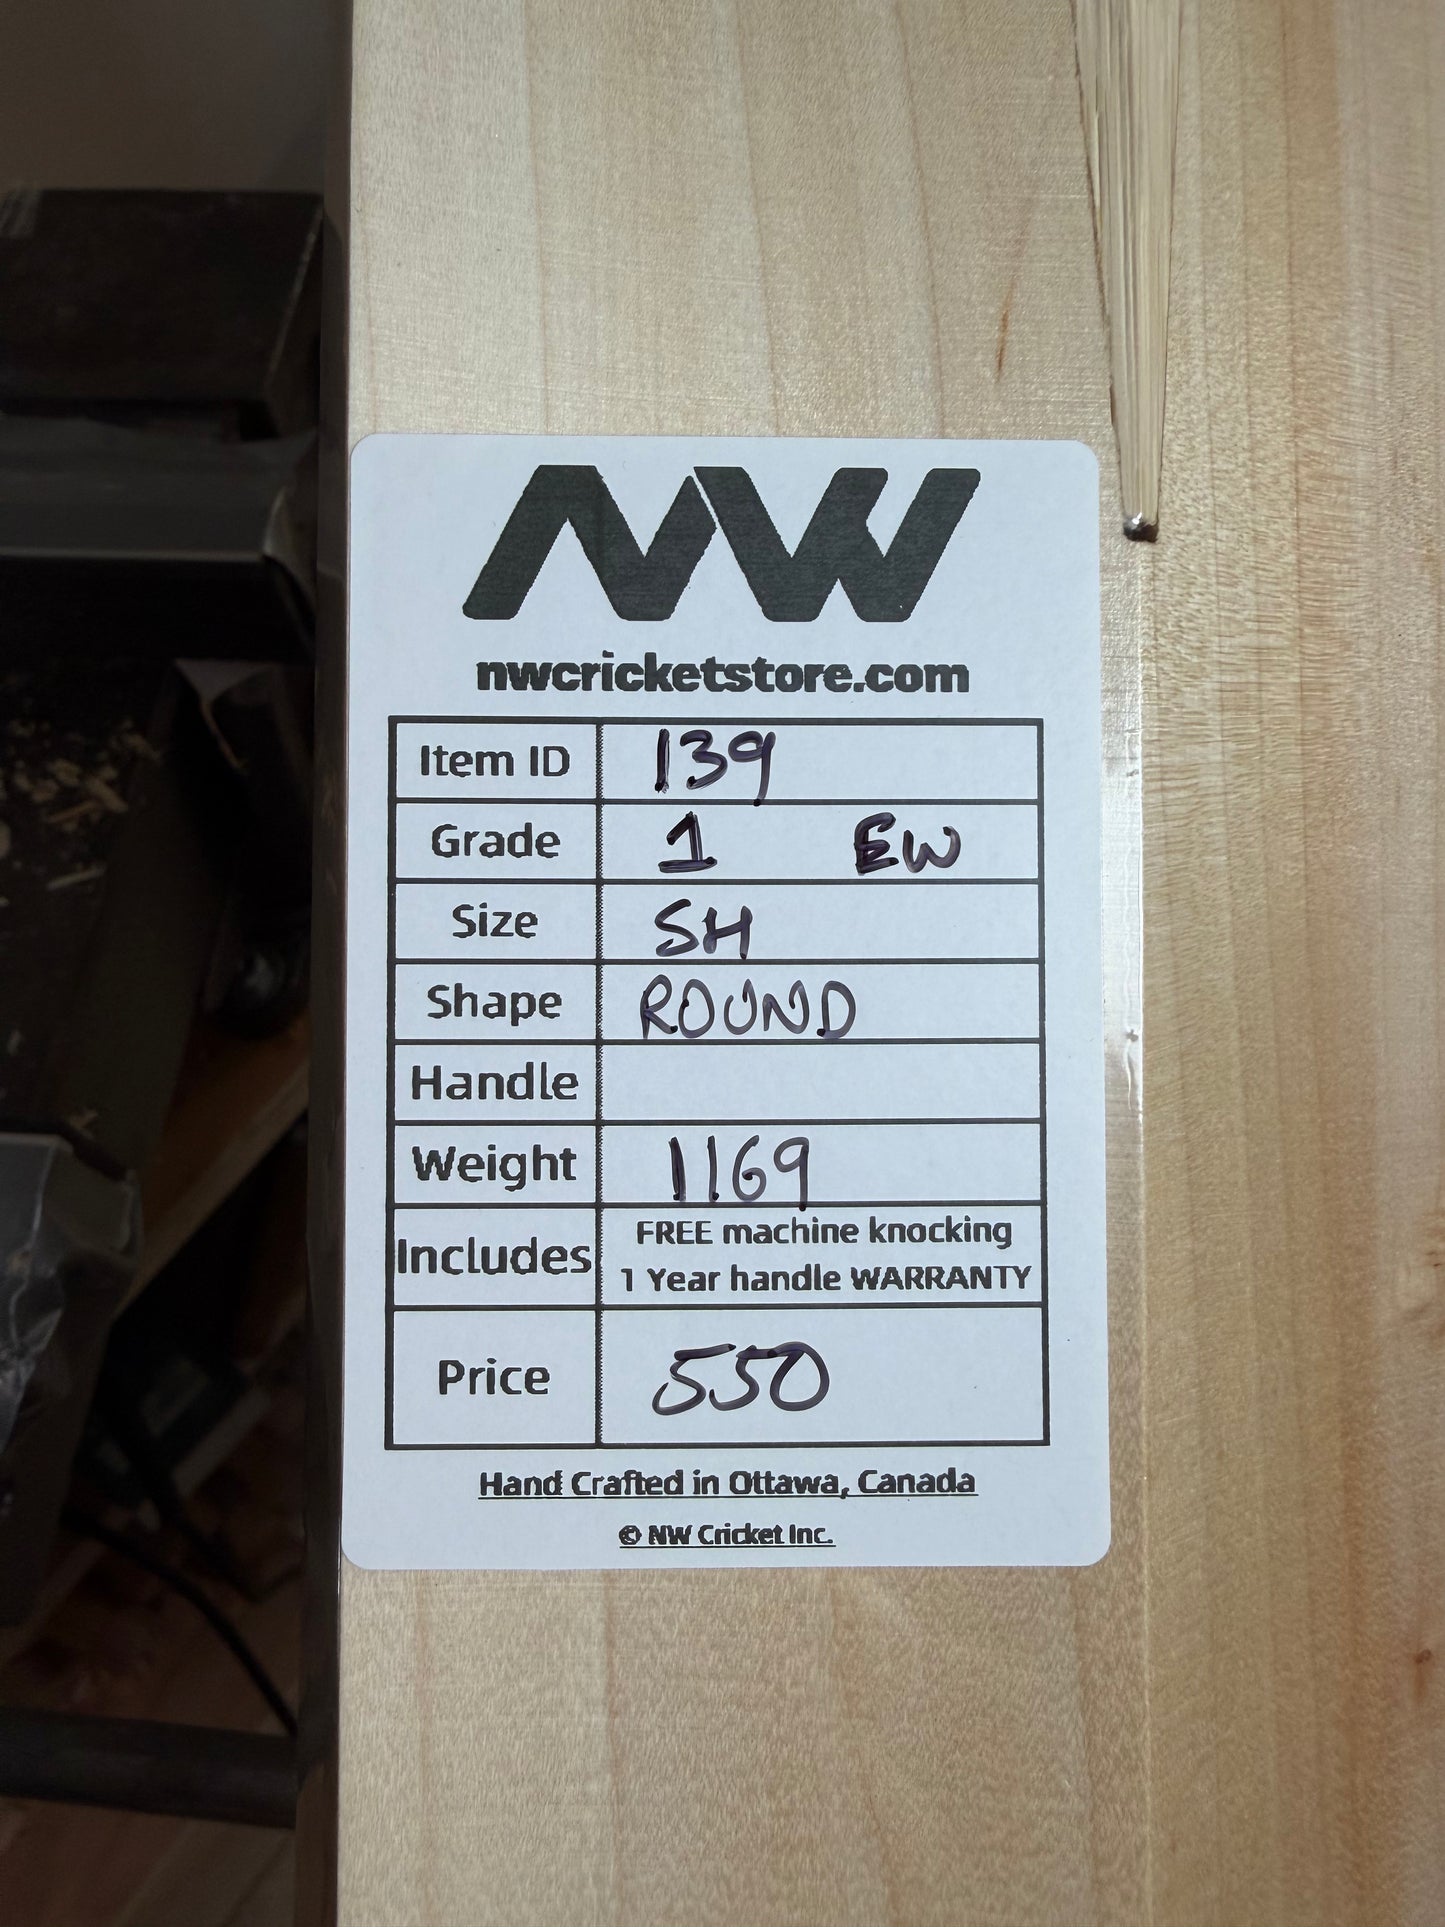 NW
nwcricketstore.com
Item ID 139
Grade 1 EW
Size SH
Shape ROUND
Handle
Weight 1169
Includes FREE machine knocking
1 Year handle WARRANTY
Price 550
Hand Crafted in Ottawa, Canada
© NW Cricket Inc.